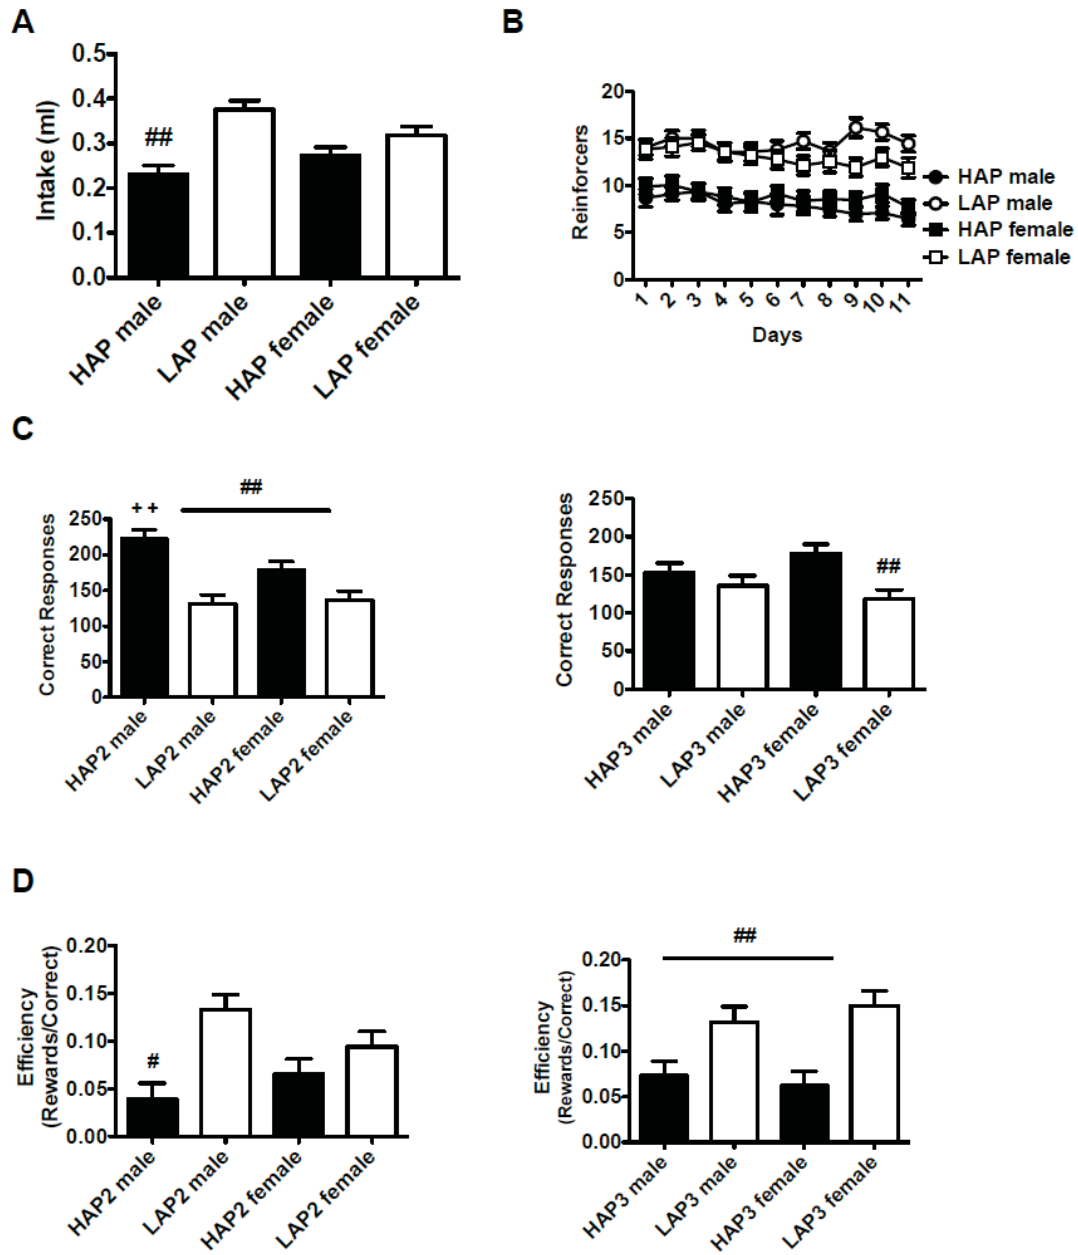 A
0.5
0.4
0.3
0.2
0.1
0.0
Intake (ml)
##
HAP male
LAP male
HAP female
LAP female
B
20
15
10
5
0
Reinforcers
1 2 3 4 5 6 7 8 9 10 11
Days
HAP male
LAP male
HAP female
LAP female
C
250
200
150
100
50
0
Correct Responses
++
##
HAP2 male
LAP2 male
HAP2 female
LAP2 female
250
200
150
100
50
0
Correct Responses
##
HAP3 male
LAP3 male
HAP3 female
LAP3 female
D
0.20
0.15
0.10
0.05
0.00
Efficiency
(Rewards/Correct)
#
HAP2 male
LAP2 male
HAP2 female
LAP2 female
0.20
0.15
0.10
0.05
0.00
Efficiency
(Rewards/Correct)
##
HAP3 male
LAP3 male
HAP3 female
LAP3 female